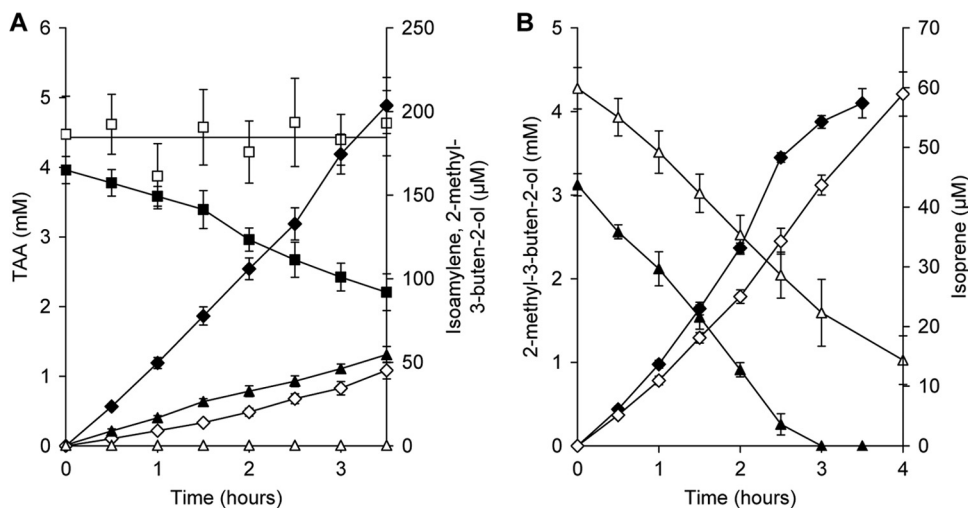 A
TAA (mM)
6
5
4
3
2
1
0
0 1 2 3
Time (hours)
250
200
150
100
50
0
Isoamylene, 2-methyl-
3-buten-2-ol (µM)
B
2-methyl-3-buten-2-ol (mM)
5
4
3
2
1
0
0 1 2 3 4
Time (hours)
70
60
50
40
30
20
10
0
Isoprene (µM)